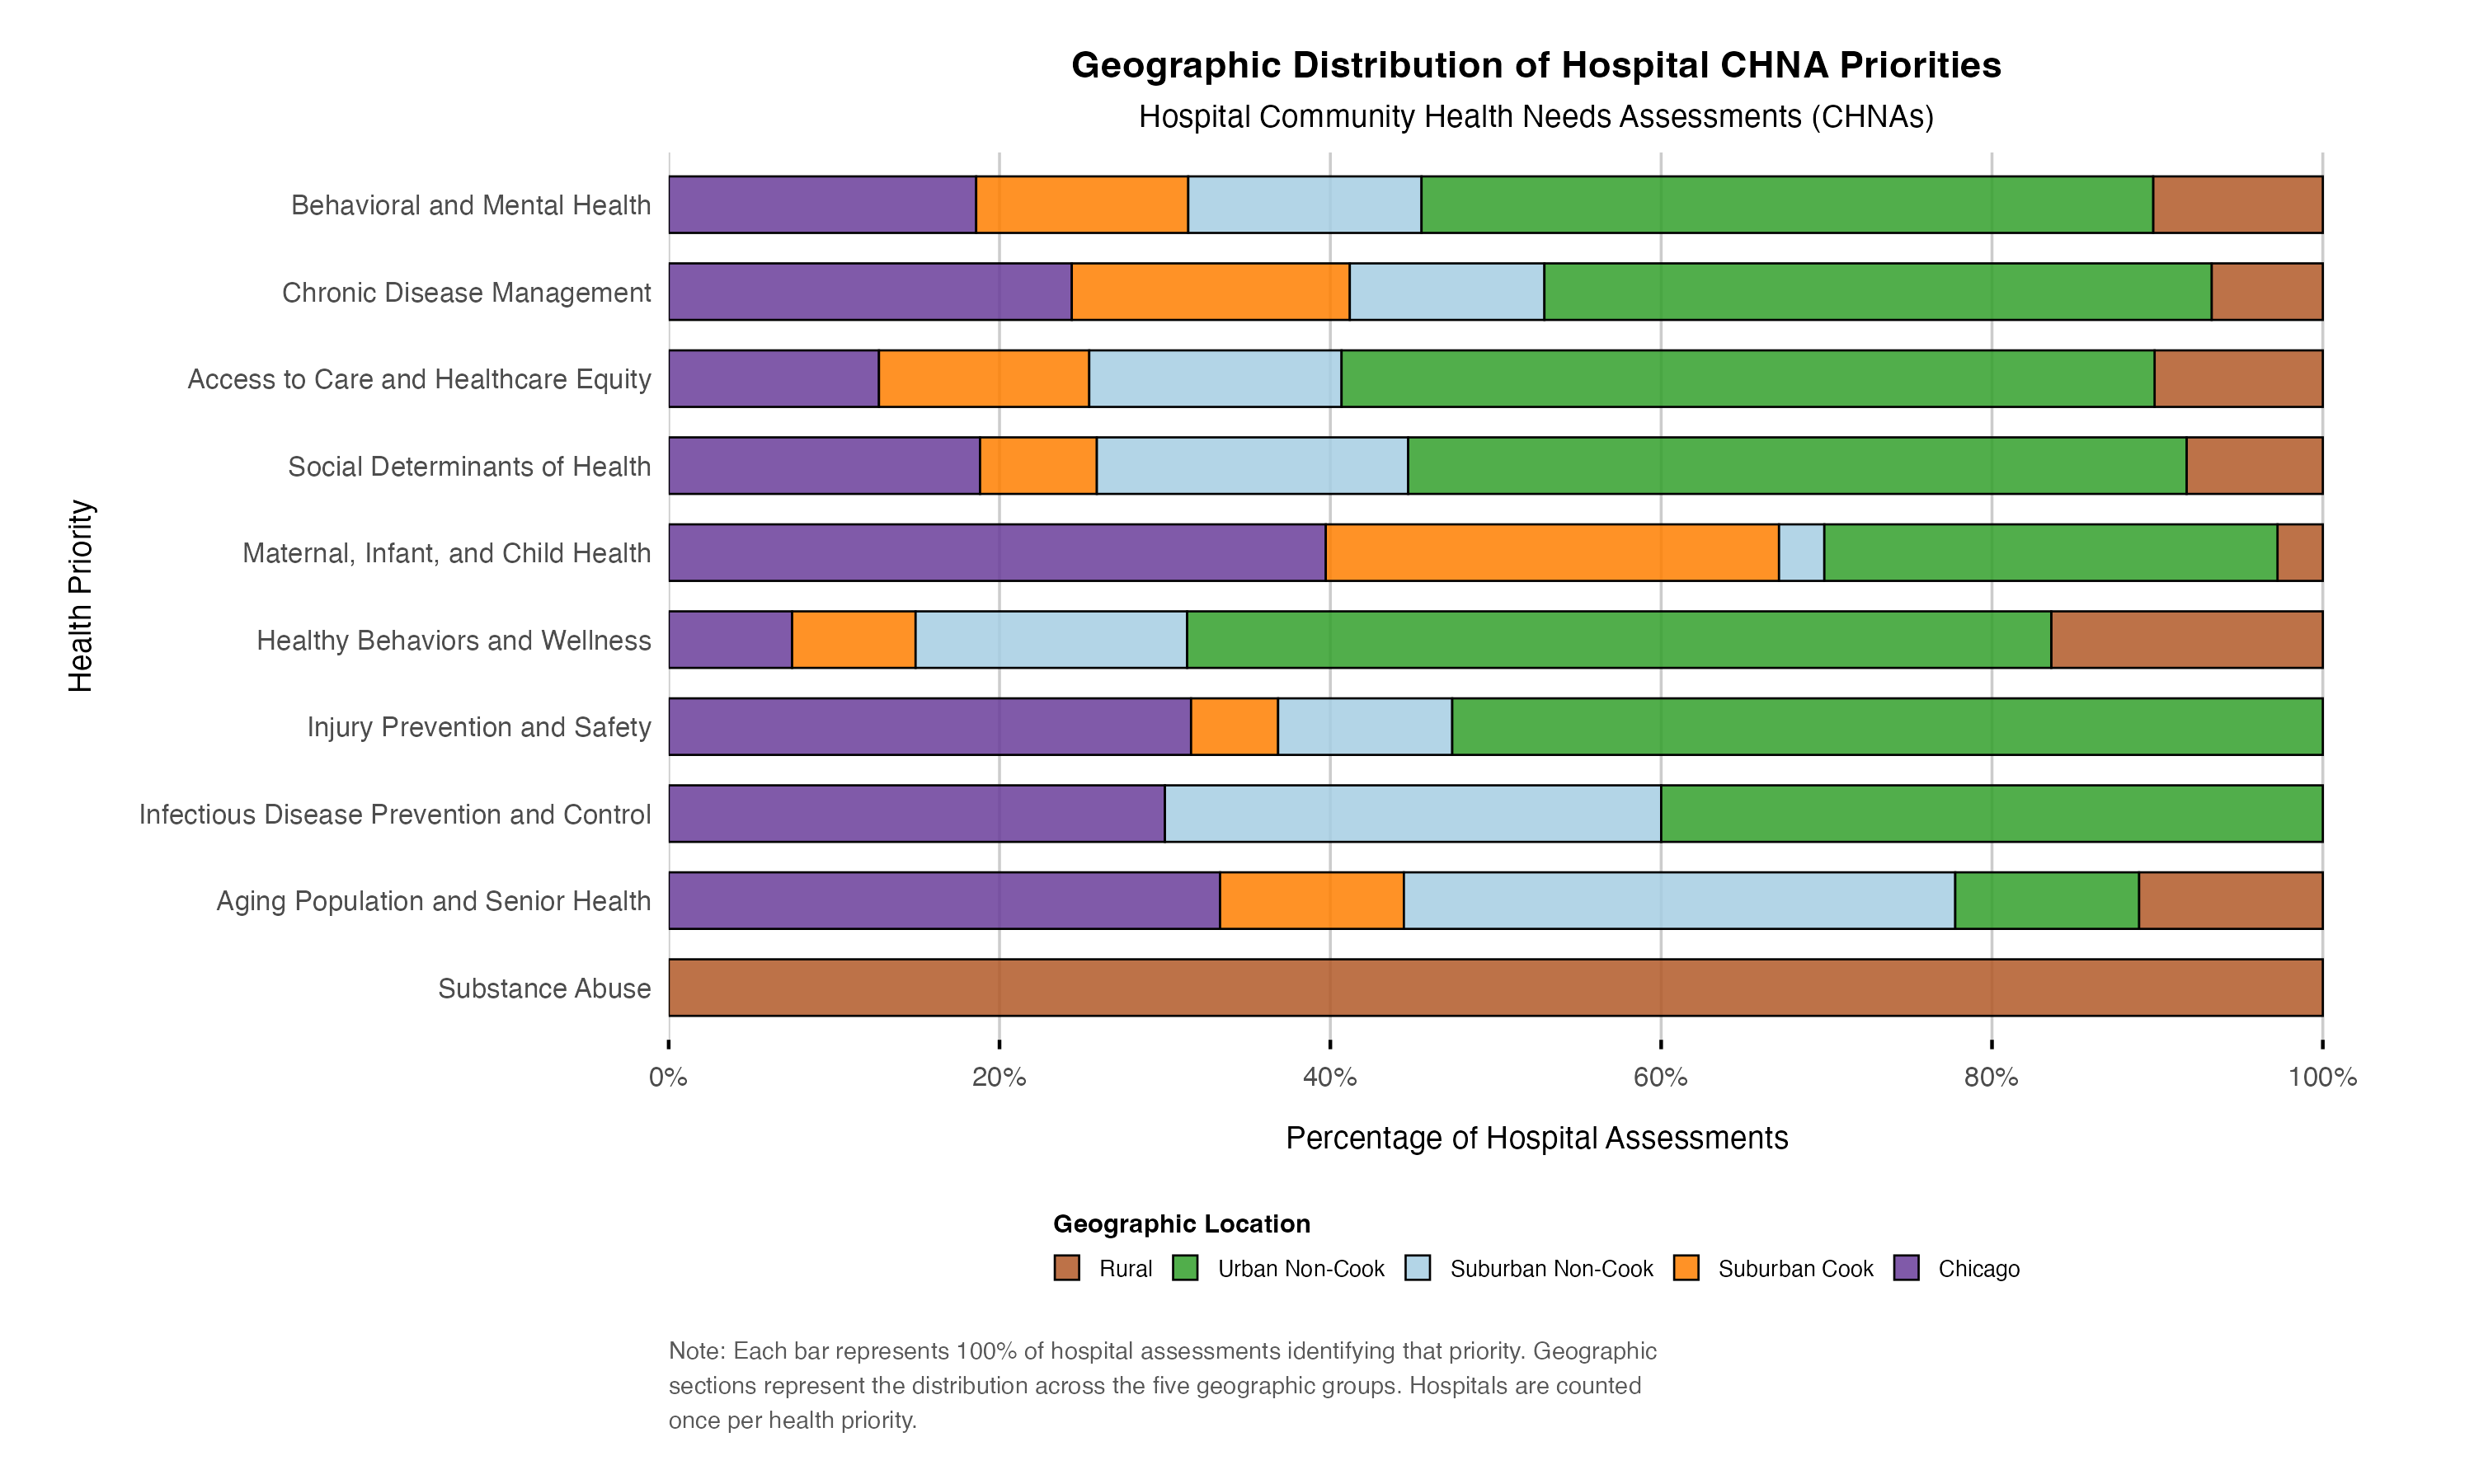 Geographic Distribution of Hospital CHNA Priorities
Hospital Community Health Needs Assessments (CHNAs)
Health Priority
Behavioral and Mental Health
Chronic Disease Management
Access to Care and Healthcare Equity
Social Determinants of Health
Maternal, Infant, and Child Health
Healthy Behaviors and Wellness
Injury Prevention and Safety
Infectious Disease Prevention and Control
Aging Population and Senior Health
Substance Abuse
0% 20% 40% 60% 80% 100%
Percentage of Hospital Assessments
Geographic Location
Rural Urban Non-Cook Suburban Non-Cook Suburban Cook Chicago
Note: Each bar represents 100% of hospital assessments identifying that priority. Geographic
sections represent the distribution across the five geographic groups. Hospitals are counted
once per health priority.